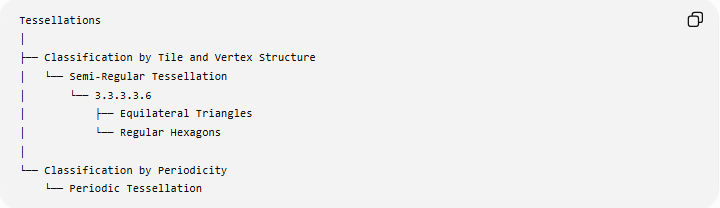 Tessellations
│
├── Classification by Tile and Vertex Structure
│   └── Semi-Regular Tessellation
│       └── 3.3.3.3.6
│           ├── Equilateral Triangles
│           └── Regular Hexagons
│
└── Classification by Periodicity
    └── Periodic Tessellation